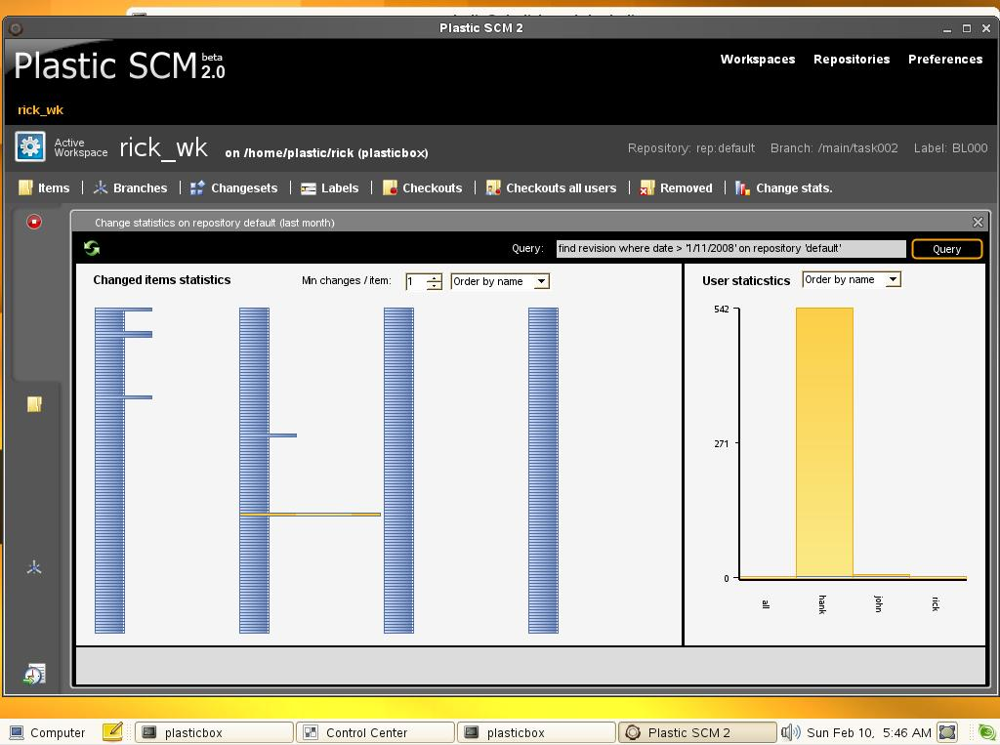 Plastic SCM 2
Plastic SCM beta 2.0
Workspaces Repositories Preferences
rick_wk
Active Workspace rick_wk on /home/plastic/rick (plasticbox)
Repository: rep:default Branch: /main/task002 Label: BL000
Items Branches Changesets Labels Checkouts Checkouts all users Removed Change stats.
Change statistics on repository default (last month)
Query: find revision where date > '1/11/2008' on repository 'default' Query
Changed items statistics Min changes / item: 1 Order by name
User staticstics Order by name
542
271
0
all hank john rick
Computer plasticbox Control Center plasticbox Plastic SCM 2 Sun Feb 10, 5:46 AM